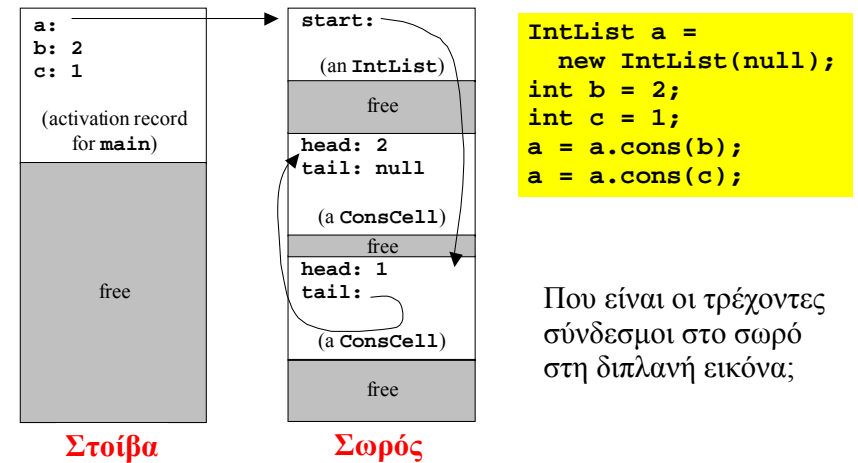 a:
b: 2
c: 1
(activation record
for main)
free
Στοίβα
start:
(an IntList)
free
head: 2
tail: null
(a ConsCell)
free
head: 1
tail:
(a ConsCell)
free
Σωρός
IntList a =
new IntList(null);
int b = 2;
int c = 1;
a = a.cons(b);
a = a.cons(c);
Που είναι οι τρέχοντες
σύνδεσμοι στο σωρό
στη διπλανή εικόνα;